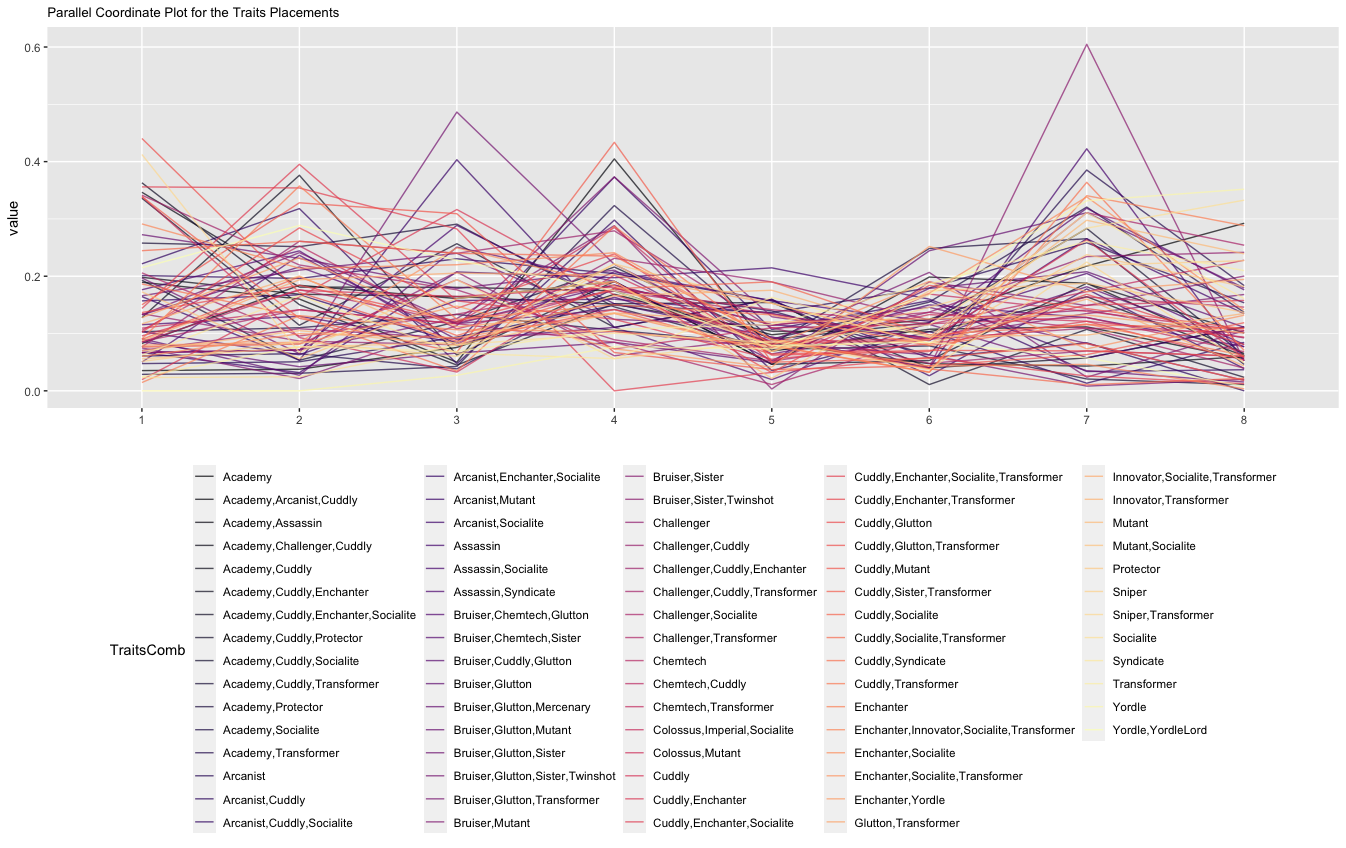 Parallel Coordinate Plot for the Traits Placements
0.6
0.4
0.2
0.0
value
1 2 3 4 5 6 7 8
TraitsComb
Academy
Academy,Arcanist,Cuddly
Academy,Assassin
Academy,Challenger,Cuddly
Academy,Cuddly
Academy,Cuddly,Enchanter
Academy,Cuddly,Enchanter,Socialite
Academy,Cuddly,Protector
Academy,Cuddly,Socialite
Academy,Cuddly,Transformer
Academy,Protector
Academy,Socialite
Academy,Transformer
Arcanist
Arcanist,Cuddly
Arcanist,Cuddly,Socialite
Arcanist,Enchanter,Socialite
Arcanist,Mutant
Arcanist,Socialite
Assassin
Assassin,Socialite
Assassin,Syndicate
Bruiser,Chemtech,Glutton
Bruiser,Chemtech,Sister
Bruiser,Cuddly,Glutton
Bruiser,Glutton
Bruiser,Glutton,Mercenary
Bruiser,Glutton,Mutant
Bruiser,Glutton,Sister
Bruiser,Glutton,Sister,Twinshot
Bruiser,Glutton,Transformer
Bruiser,Mutant
Bruiser,Sister
Bruiser,Sister,Twinshot
Challenger
Challenger,Cuddly
Challenger,Cuddly,Enchanter
Challenger,Cuddly,Transformer
Challenger,Socialite
Challenger,Transformer
Chemtech
Chemtech,Cuddly
Chemtech,Transformer
Colossus,Imperial,Socialite
Colossus,Mutant
Cuddly
Cuddly,Enchanter
Cuddly,Enchanter,Socialite
Cuddly,Enchanter,Socialite,Transformer
Cuddly,Enchanter,Transformer
Cuddly,Glutton
Cuddly,Glutton,Transformer
Cuddly,Mutant
Cuddly,Sister,Transformer
Cuddly,Socialite
Cuddly,Socialite,Transformer
Cuddly,Syndicate
Cuddly,Transformer
Enchanter
Enchanter,Innovator,Socialite,Transformer
Enchanter,Socialite
Enchanter,Socialite,Transformer
Enchanter,Yordle
Glutton,Transformer
Innovator,Socialite,Transformer
Innovator,Transformer
Mutant
Mutant,Socialite
Protector
Sniper
Sniper,Transformer
Socialite
Syndicate
Transformer
Yordle
Yordle,YordleLord